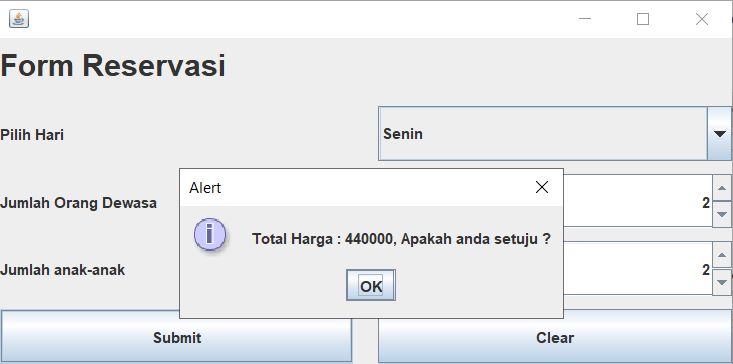 Form Reservasi
Pilih Hari
Senin
Alert
Jumlah Orang Dewasa
2
Total Harga : 440000, Apakah anda setuju ?
Jumlah anak-anak
2
OK
Submit
Clear